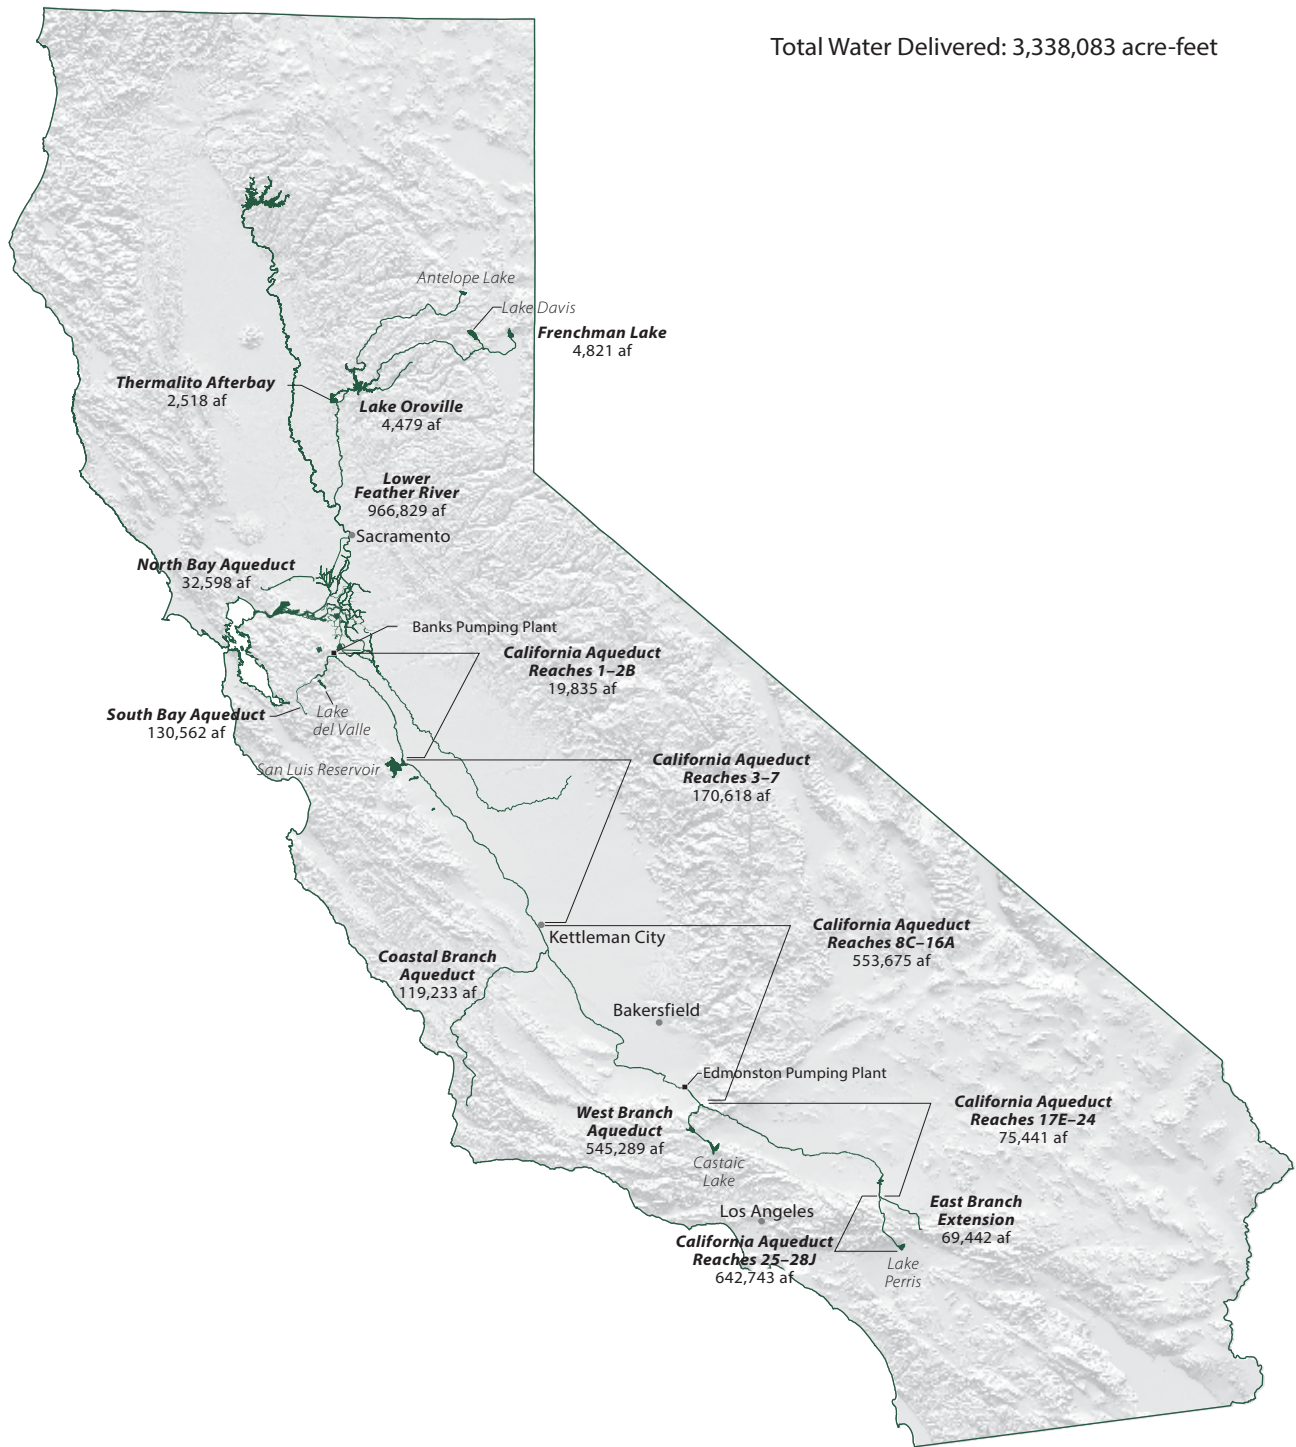 Total Water Delivered: 3,338,083 acre-feet
Antelope Lake
Lake Davis
Frenchman Lake
4,821 af
Thermalito Afterbay
2,518 af
Lake Oroville
4,479 af
Lower
Feather River
966,829 af
Sacramento
North Bay Aqueduct
32,598 af
Banks Pumping Plant
California Aqueduct
Reaches 1–2B
19,835 af
South Bay Aqueduct
130,562 af
Lake
del Valle
San Luis Reservoir
California Aqueduct
Reaches 3–7
170,618 af
Kettleman City
California Aqueduct
Reaches 8C–16A
553,675 af
Coastal Branch
Aqueduct
119,233 af
Bakersfield
Edmonston Pumping Plant
West Branch
Aqueduct
545,289 af
Castaic
Lake
California Aqueduct
Reaches 17E–24
75,441 af
East Branch
Extension
69,442 af
Los Angeles
California Aqueduct
Reaches 25–28J
642,743 af
Lake
Perris